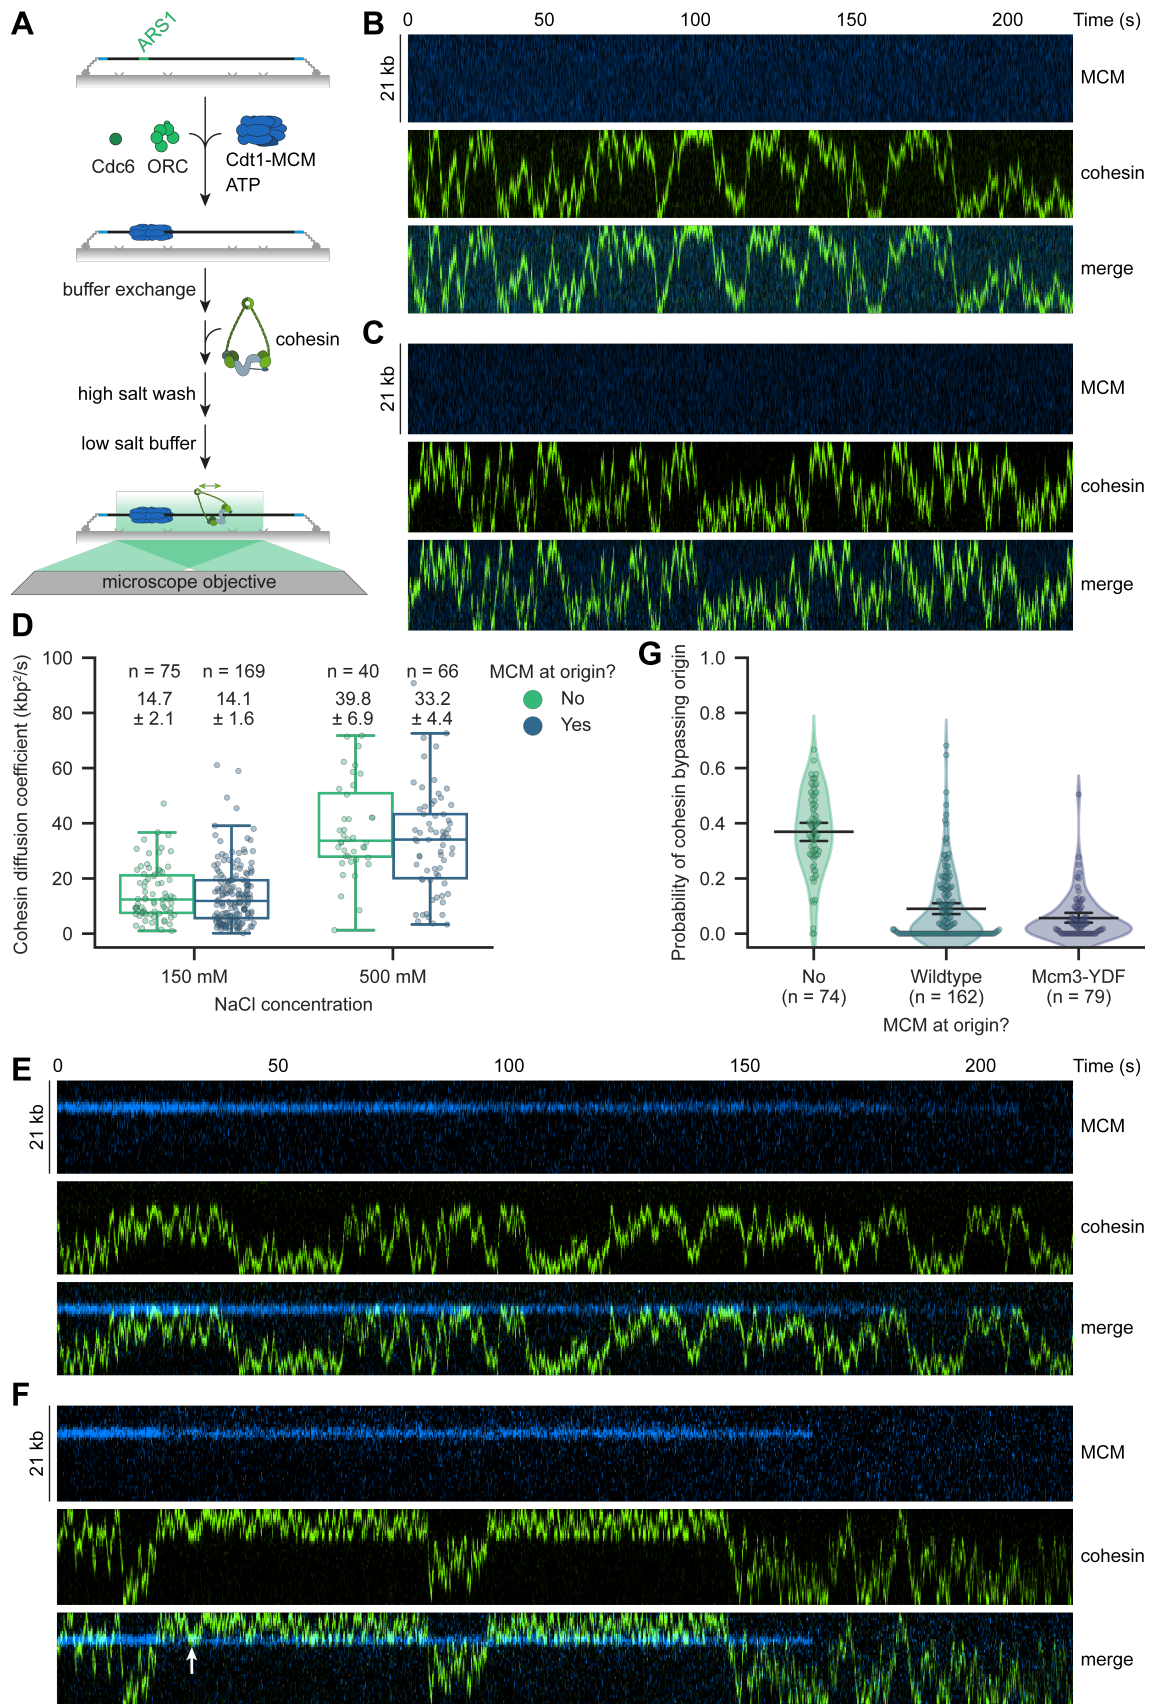 A
ARS1
Cdc6
ORC
Cdt1-MCM
ATP
buffer exchange
cohesin
high salt wash
low salt buffer
microscope objective
B
0 50 100 150 200 Time (s)
21 kb
MCM
cohesin
merge
C
21 kb
MCM
cohesin
merge
D
Cohesin diffusion coefficient (kbp²/s)
100
80
60
40
20
0
n = 75 n = 169 n = 40 n = 66
14.7 14.1 39.8 33.2
± 2.1 ± 1.6 ± 6.9 ± 4.4
MCM at origin?
No
Yes
150 mM 500 mM
NaCl concentration
G
Probability of cohesin bypassing origin
1.0
0.8
0.6
0.4
0.2
0.0
No Wildtype Mcm3-YDF
(n = 74) (n = 162) (n = 79)
MCM at origin?
E
0 50 100 150 200 Time (s)
21 kb
MCM
cohesin
merge
F
21 kb
MCM
cohesin
merge